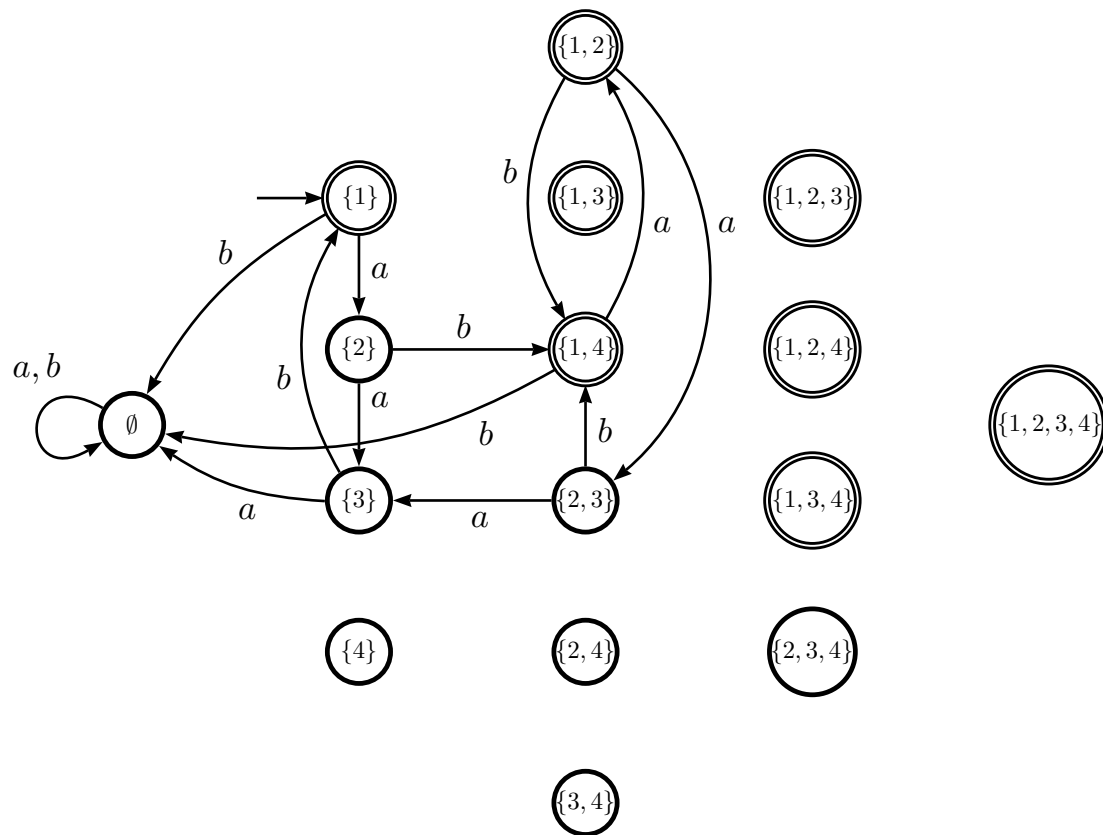 {1, 2}
b
{1}
{1, 3}
{1, 2, 3}
a
a
b
a
{2}
b
{1, 4}
{1, 2, 4}
a, b
b
a
∅
b
b
{1, 2, 3, 4}
{3}
a
{2, 3}
{1, 3, 4}
a
{4}
{2, 4}
{2, 3, 4}
{3, 4}